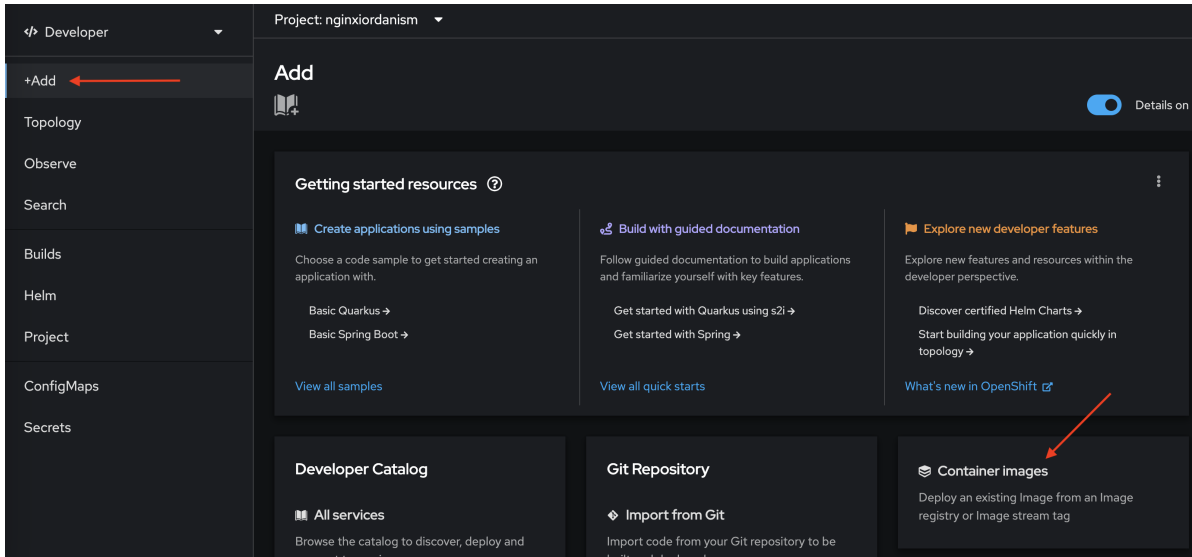 Developer
+Add
Topology
Observe
Search
Builds
Helm
Project
ConfigMaps
Secrets
Project: nginxiordanism
Add
Details on
Getting started resources
Create applications using samples
Choose a code sample to get started creating an
application with.
Basic Quarkus
Basic Spring Boot
View all samples
Build with guided documentation
Follow guided documentation to build applications
and familiarize yourself with key features.
Get started with Quarkus using s2i
Get started with Spring
View all quick starts
Explore new developer features
Explore new features and resources within the
developer perspective.
Discover certified Helm Charts
Start building your application quickly in
topology
What's new in OpenShift
Developer Catalog
All services
Browse the catalog to discover, deploy and
Git Repository
Import from Git
Import code from your Git repository to be
Container images
Deploy an existing Image from an Image
registry or Image stream tag